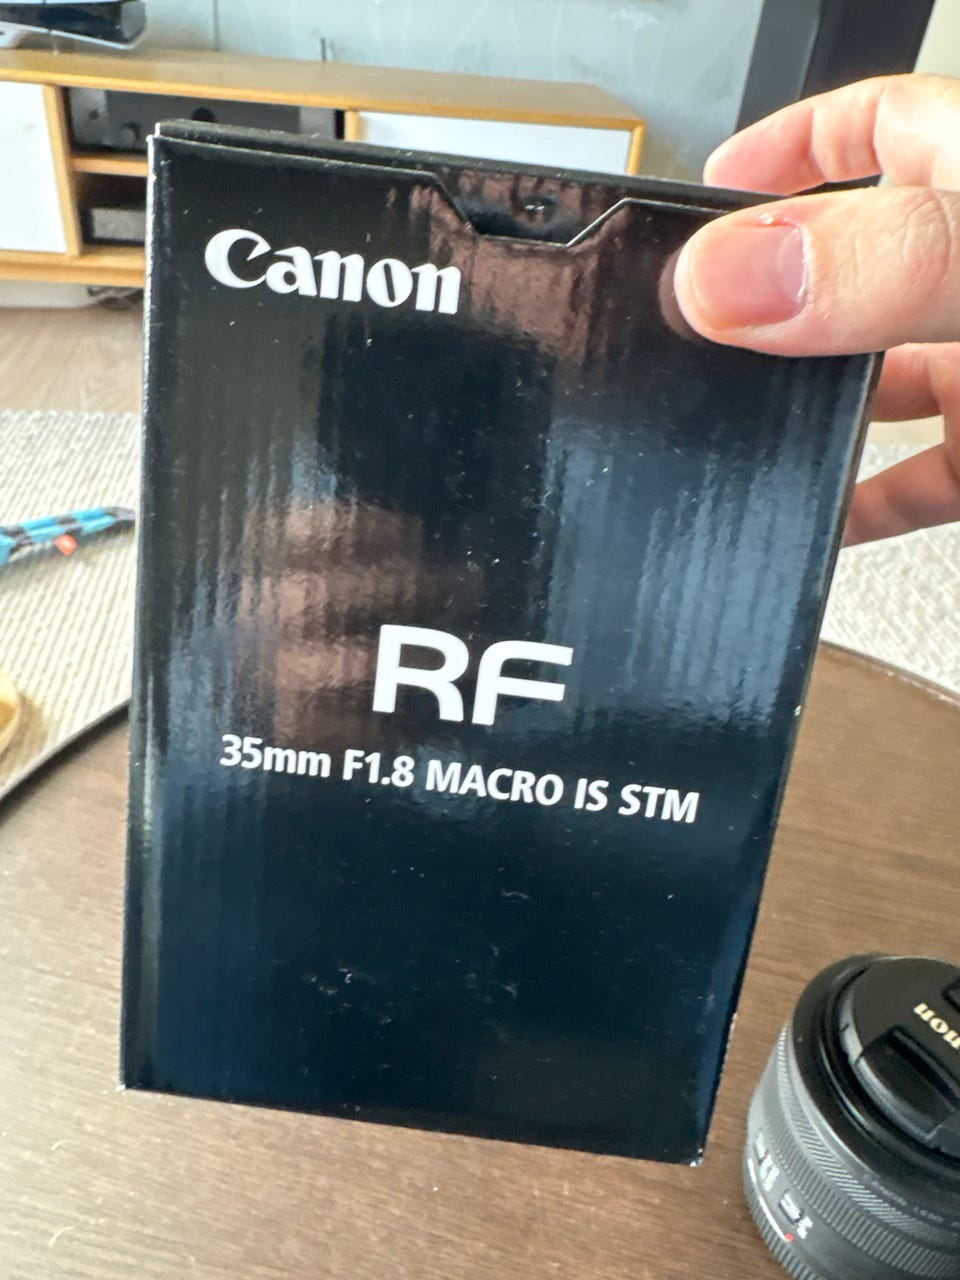 Canon
RF
35mm F1.8 MACRO IS STM